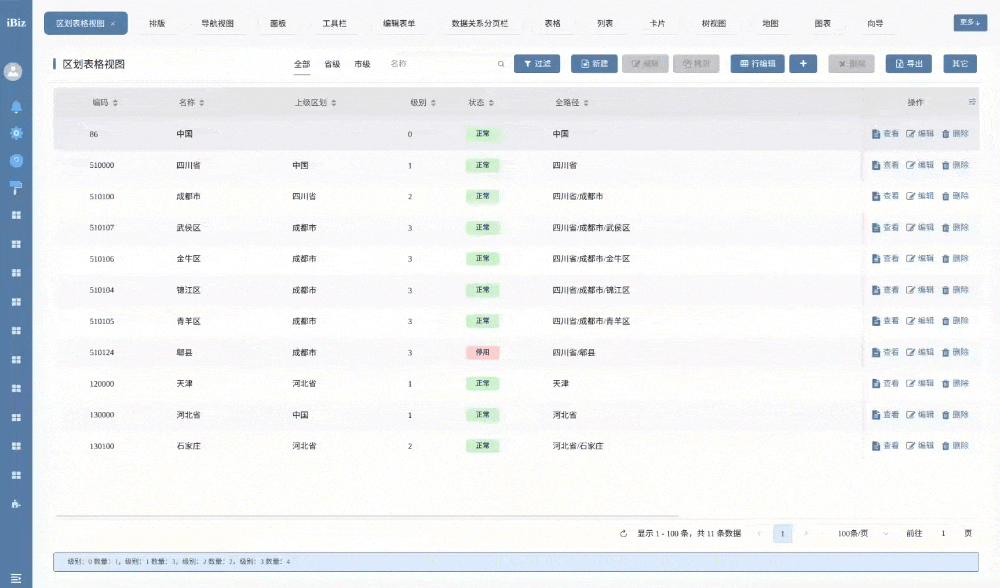 iBiz 区划表格视图 × 排版 导航视图 面板 工具栏 编辑表单 数据关系分页栏 表格 列表 卡片 树视图 地图 图表 向导 更多
区划表格视图 全部 省级 市级 名称 过滤 新建 编辑 拷贝 行编辑 + 删除 导出 其它
编码 名称 上级区划 级别 状态 全路径 操作
86 中国 0 正常 中国 查看 编辑 删除
510000 四川省 中国 1 正常 四川省 查看 编辑 删除
510100 成都市 四川省 2 正常 四川省/成都市 查看 编辑 删除
510107 武侯区 成都市 3 正常 四川省/成都市/武侯区 查看 编辑 删除
510106 金牛区 成都市 3 正常 四川省/成都市/金牛区 查看 编辑 删除
510104 锦江区 成都市 3 正常 四川省/成都市/锦江区 查看 编辑 删除
510105 青羊区 成都市 3 正常 四川省/成都市/青羊区 查看 编辑 删除
510124 郫县 成都市 3 停用 四川省/郫县 查看 编辑 删除
120000 天津 河北省 1 正常 天津 查看 编辑 删除
130000 河北省 中国 1 正常 河北省 查看 编辑 删除
130100 石家庄 河北省 2 正常 河北省/石家庄 查看 编辑 删除
显示 1 - 100 条，共 11 条数据 1 100条/页 前往 1 页
级别：0 数量：1，级别：1 数量：3，级别：2 数量：2，级别：3 数量：4